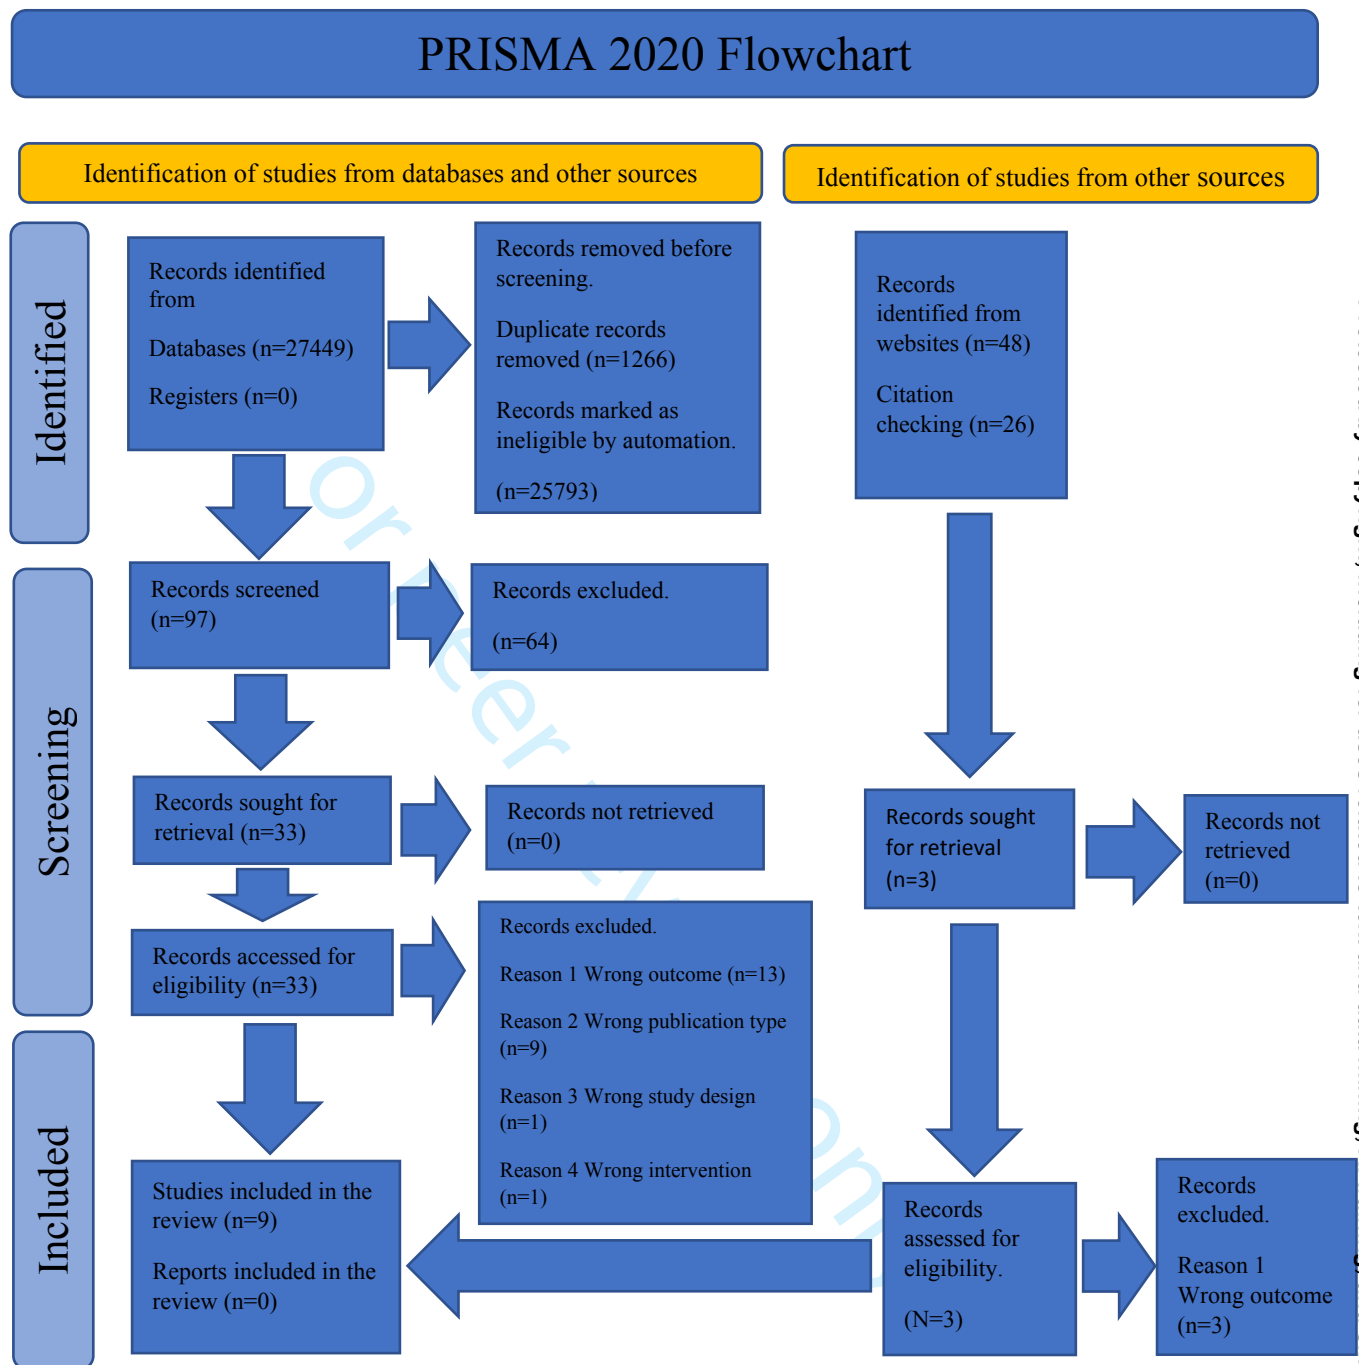 PRISMA 2020 Flowchart
Identification of studies from databases and other sources
Identification of studies from other sources
Identified
Records identified
from
Databases (n=27449)
Registers (n=0)
Records removed before
screening.
Duplicate records
removed (n=1266)
Records marked as
ineligible by automation.
(n=25793)
Records
identified from
websites (n=48)
Citation
checking (n=26)
Screening
Records screened
(n=97)
Records excluded.
(n=64)
Records sought for
retrieval (n=33)
Records not retrieved
(n=0)
Records sought
for retrieval
(n=3)
Records not
retrieved
(n=0)
Records accessed for
eligibility (n=33)
Records excluded.
Reason 1 Wrong outcome (n=13)
Reason 2 Wrong publication type
(n=9)
Reason 3 Wrong study design
(n=1)
Reason 4 Wrong intervention
(n=1)
Included
Studies included in the
review (n=9)
Reports included in the
review (n=0)
Records
assessed for
eligibility.
(N=3)
Records
excluded.
Reason 1
Wrong outcome
(n=3)